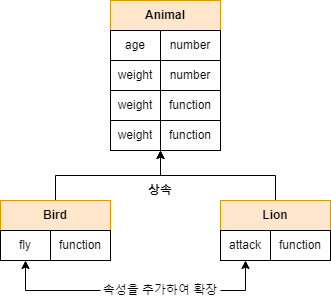 Animal
age number
weight number
weight function
weight function
상속
Bird
fly function
Lion
attack function
속성을 추가하여 확장